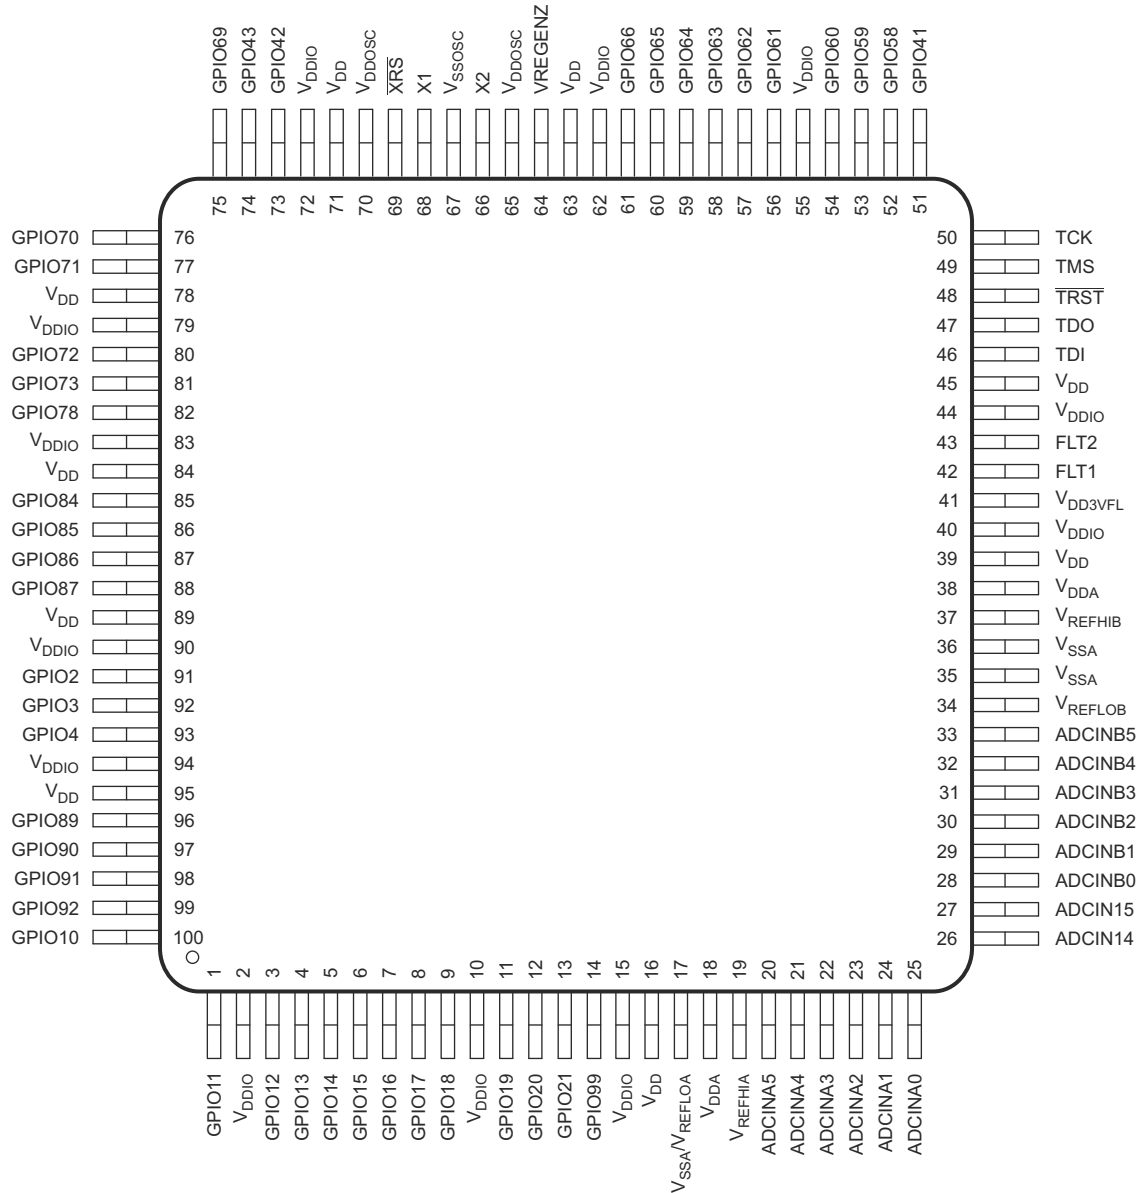 GPIO69 GPIO43 GPIO42 VDDIO VDD VDDOSC XRS X1 VSSOSC X2 VDDOSC VREGENZ VDD VDDIO GPIO66 GPIO65 GPIO64 GPIO63 GPIO62 GPIO61 VDDIO GPIO60 GPIO59 GPIO58 GPIO41
75 74 73 72 71 70 69 68 67 66 65 64 63 62 61 60 59 58 57 56 55 54 53 52 51
GPIO70 76 50 TCK
GPIO71 77 49 TMS
VDD 78 48 TRST
VDDIO 79 47 TDO
GPIO72 80 46 TDI
GPIO73 81 45 VDD
GPIO78 82 44 VDDIO
VDDIO 83 43 FLT2
VDD 84 42 FLT1
GPIO84 85 41 VDD3VFL
GPIO85 86 40 VDDIO
GPIO86 87 39 VDD
GPIO87 88 38 VDDA
VDD 89 37 VREFHIB
VDDIO 90 36 VSSA
GPIO2 91 35 VSSA
GPIO3 92 34 VREFLOB
GPIO4 93 33 ADCINB5
VDDIO 94 32 ADCINB4
VDD 95 31 ADCINB3
GPIO89 96 30 ADCINB2
GPIO90 97 29 ADCINB1
GPIO91 98 28 ADCINB0
GPIO92 99 27 ADCIN15
GPIO10 100 26 ADCIN14
1 2 3 4 5 6 7 8 9 10 11 12 13 14 15 16 17 18 19 20 21 22 23 24 25
GPIO11 VDDIO GPIO12 GPIO13 GPIO14 GPIO15 GPIO16 GPIO17 GPIO18 VDDIO GPIO19 GPIO20 GPIO21 GPIO99 VDDIO VDD VSSA/VREFLOA VDDA VREFHIA ADCINA5 ADCINA4 ADCINA3 ADCINA2 ADCINA1 ADCINA0